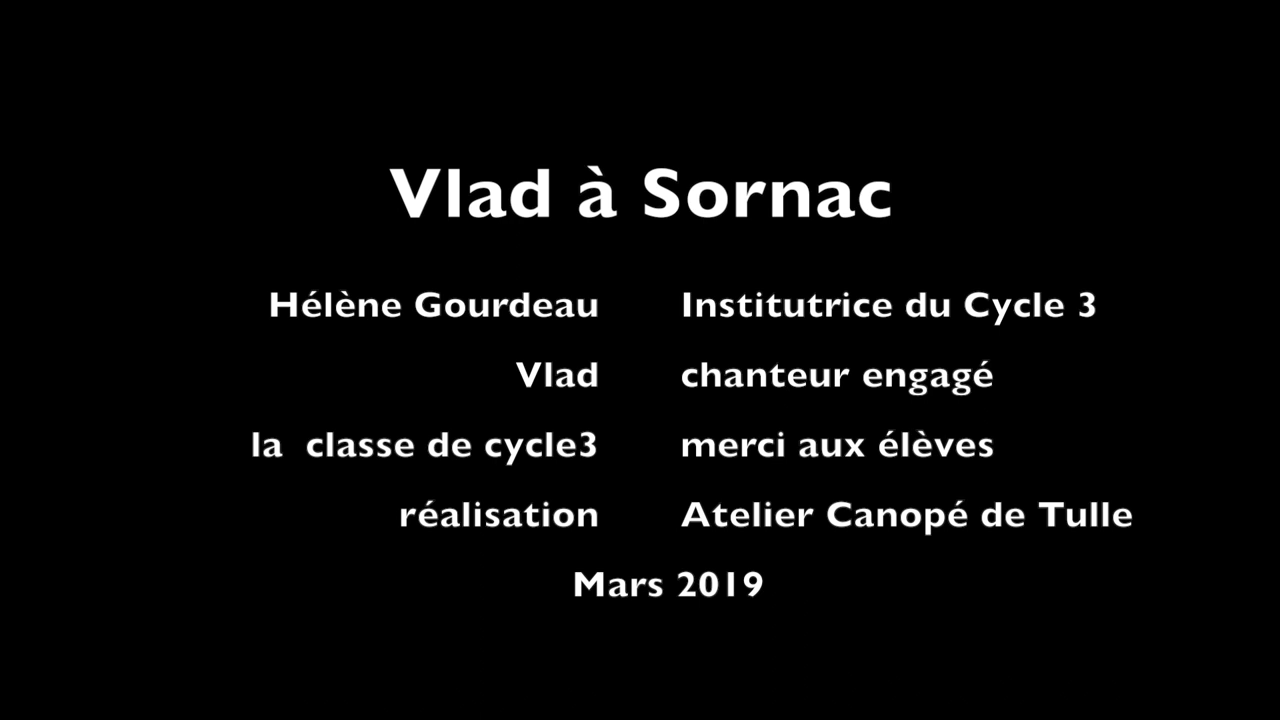 Vlad à Sornac
Hélène Gourdeau Institutrice du Cycle 3
Vlad chanteur engagé
la  classe de cycle3 merci aux élèves
réalisation Atelier Canopé de Tulle
Mars 2019